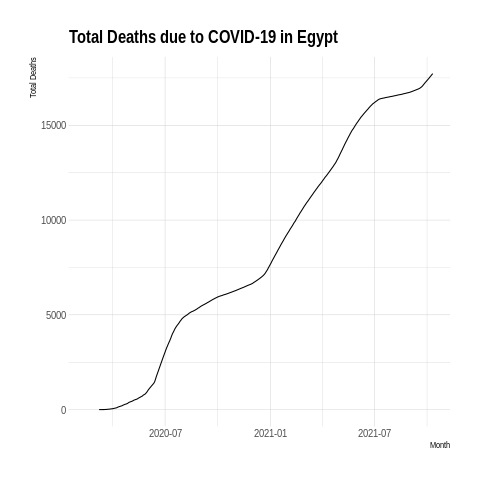 Total Deaths due to COVID-19 in Egypt
Total Deaths
15000
10000
5000
0
2020-07 2021-01 2021-07
Month